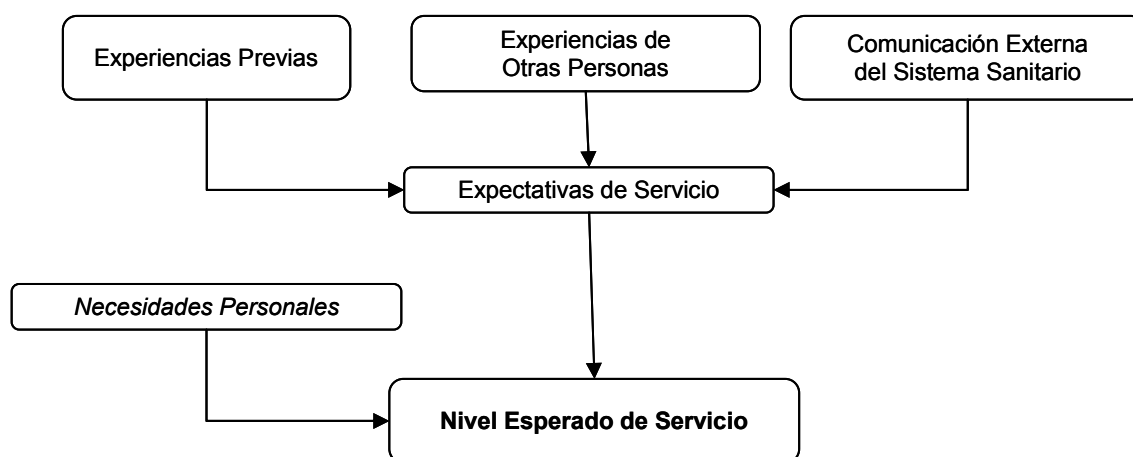 Experiencias Previas
Experiencias de
Otras Personas
Comunicación Externa
del Sistema Sanitario
Expectativas de Servicio
Necesidades Personales
Nivel Esperado de Servicio